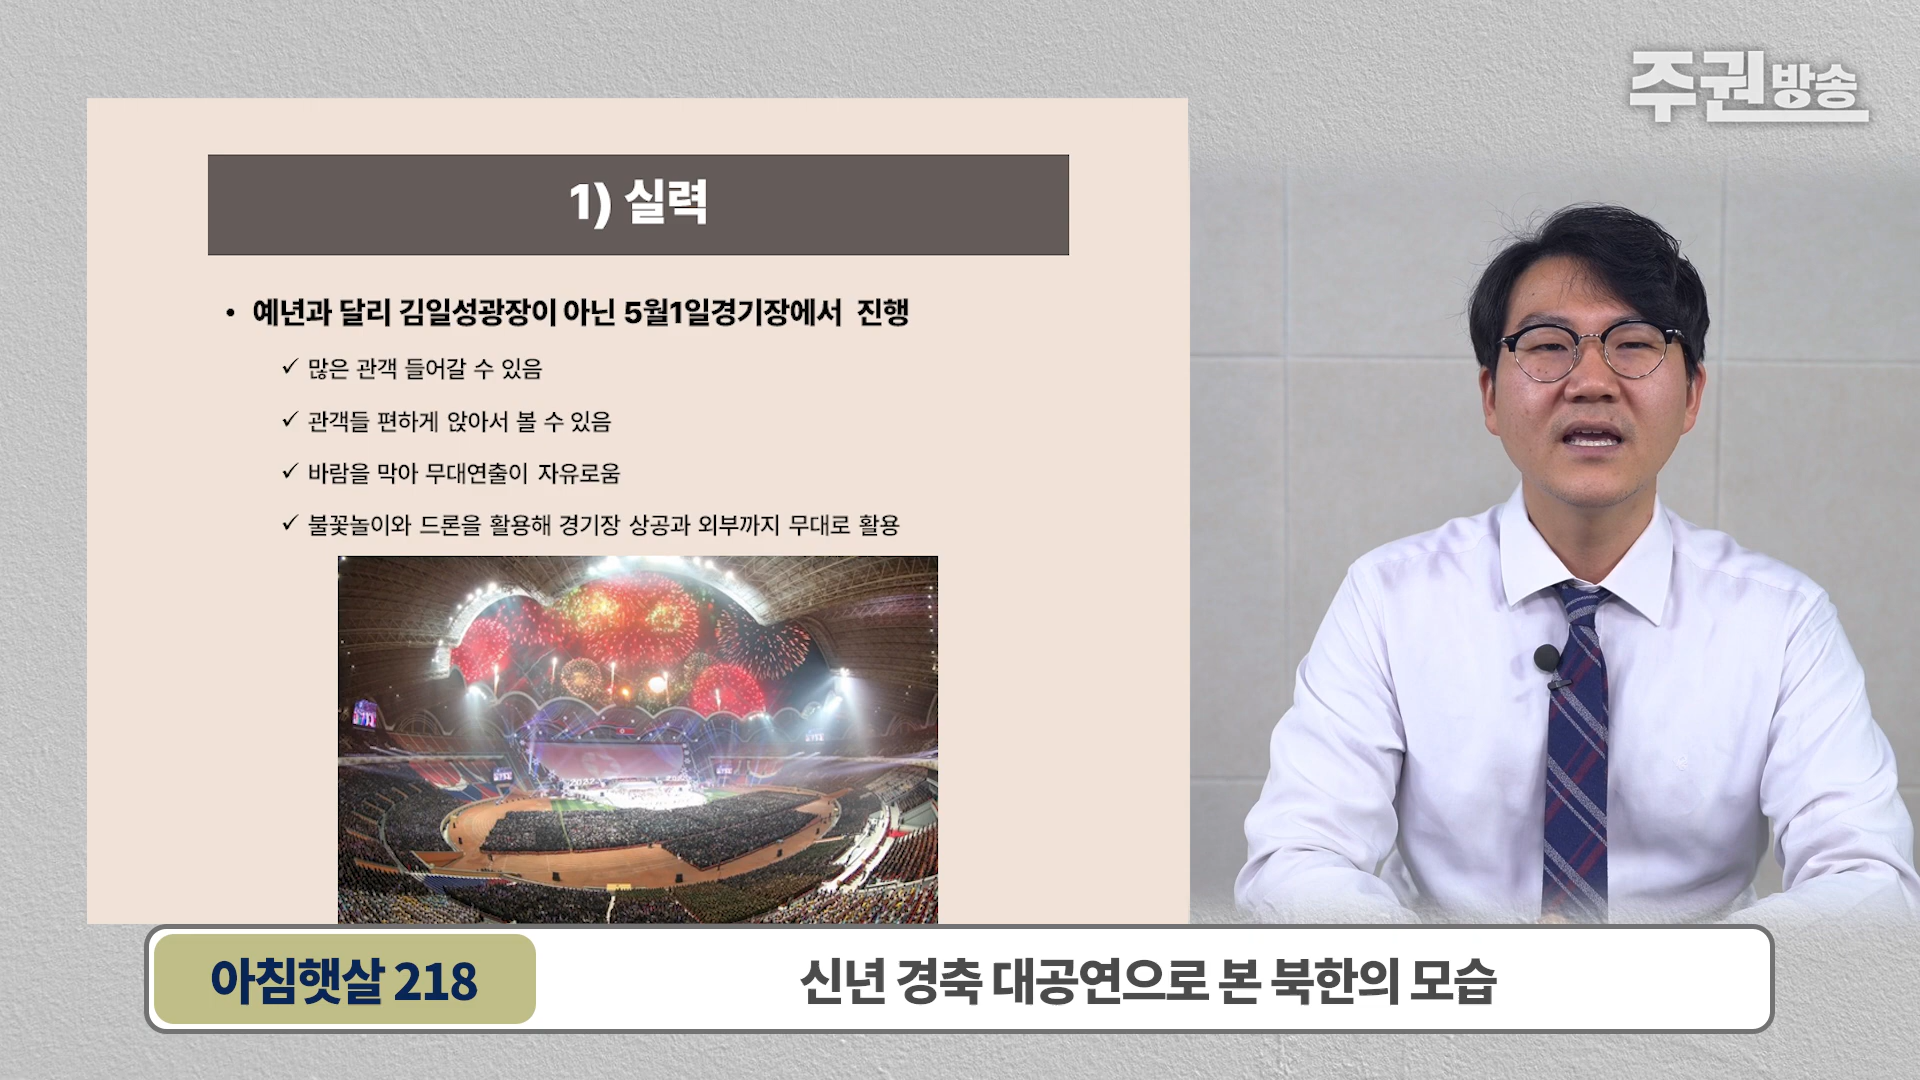 주권방송
1) 실력
• 예년과 달리 김일성광장이 아닌 5월1일경기장에서 진행
✓ 많은 관객 들어갈 수 있음
✓ 관객들 편하게 앉아서 볼 수 있음
✓ 바람을 막아 무대연출이 자유로움
✓ 불꽃놀이와 드론을 활용해 경기장 상공과 외부까지 무대로 활용
아침햇살 218
신년 경축 대공연으로 본 북한의 모습